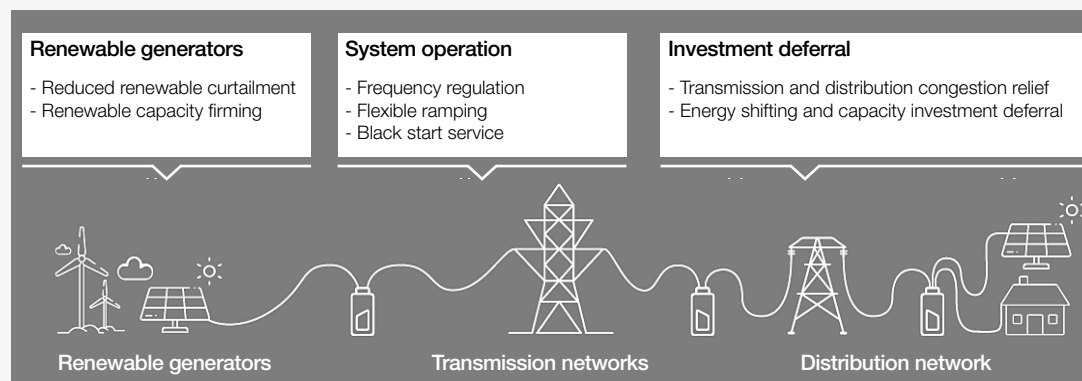 Renewable generators
- Reduced renewable curtailment
- Renewable capacity firming
System operation
- Frequency regulation
- Flexible ramping
- Black start service
Investment deferral
- Transmission and distribution congestion relief
- Energy shifting and capacity investment deferral
Renewable generators
Transmission networks
Distribution network